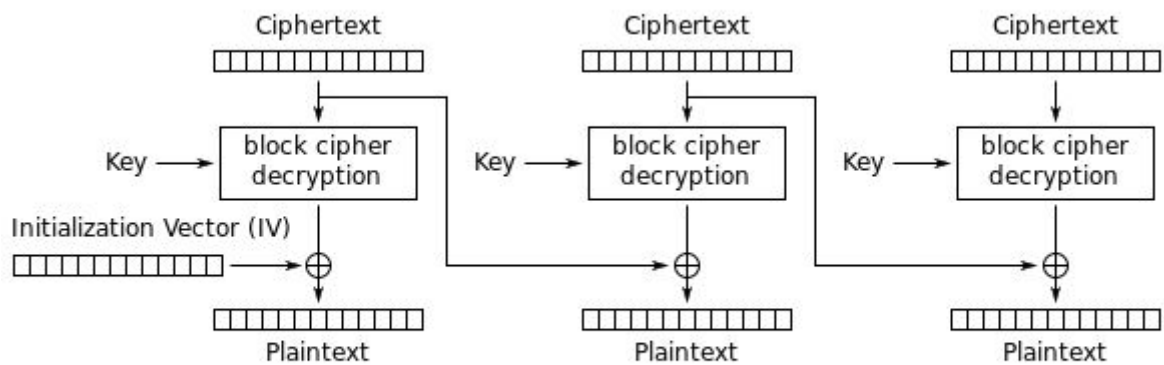 Ciphertext
Ciphertext
Ciphertext
Key
block cipher
decryption
Key
block cipher
decryption
Key
block cipher
decryption
Initialization Vector (IV)
Plaintext
Plaintext
Plaintext